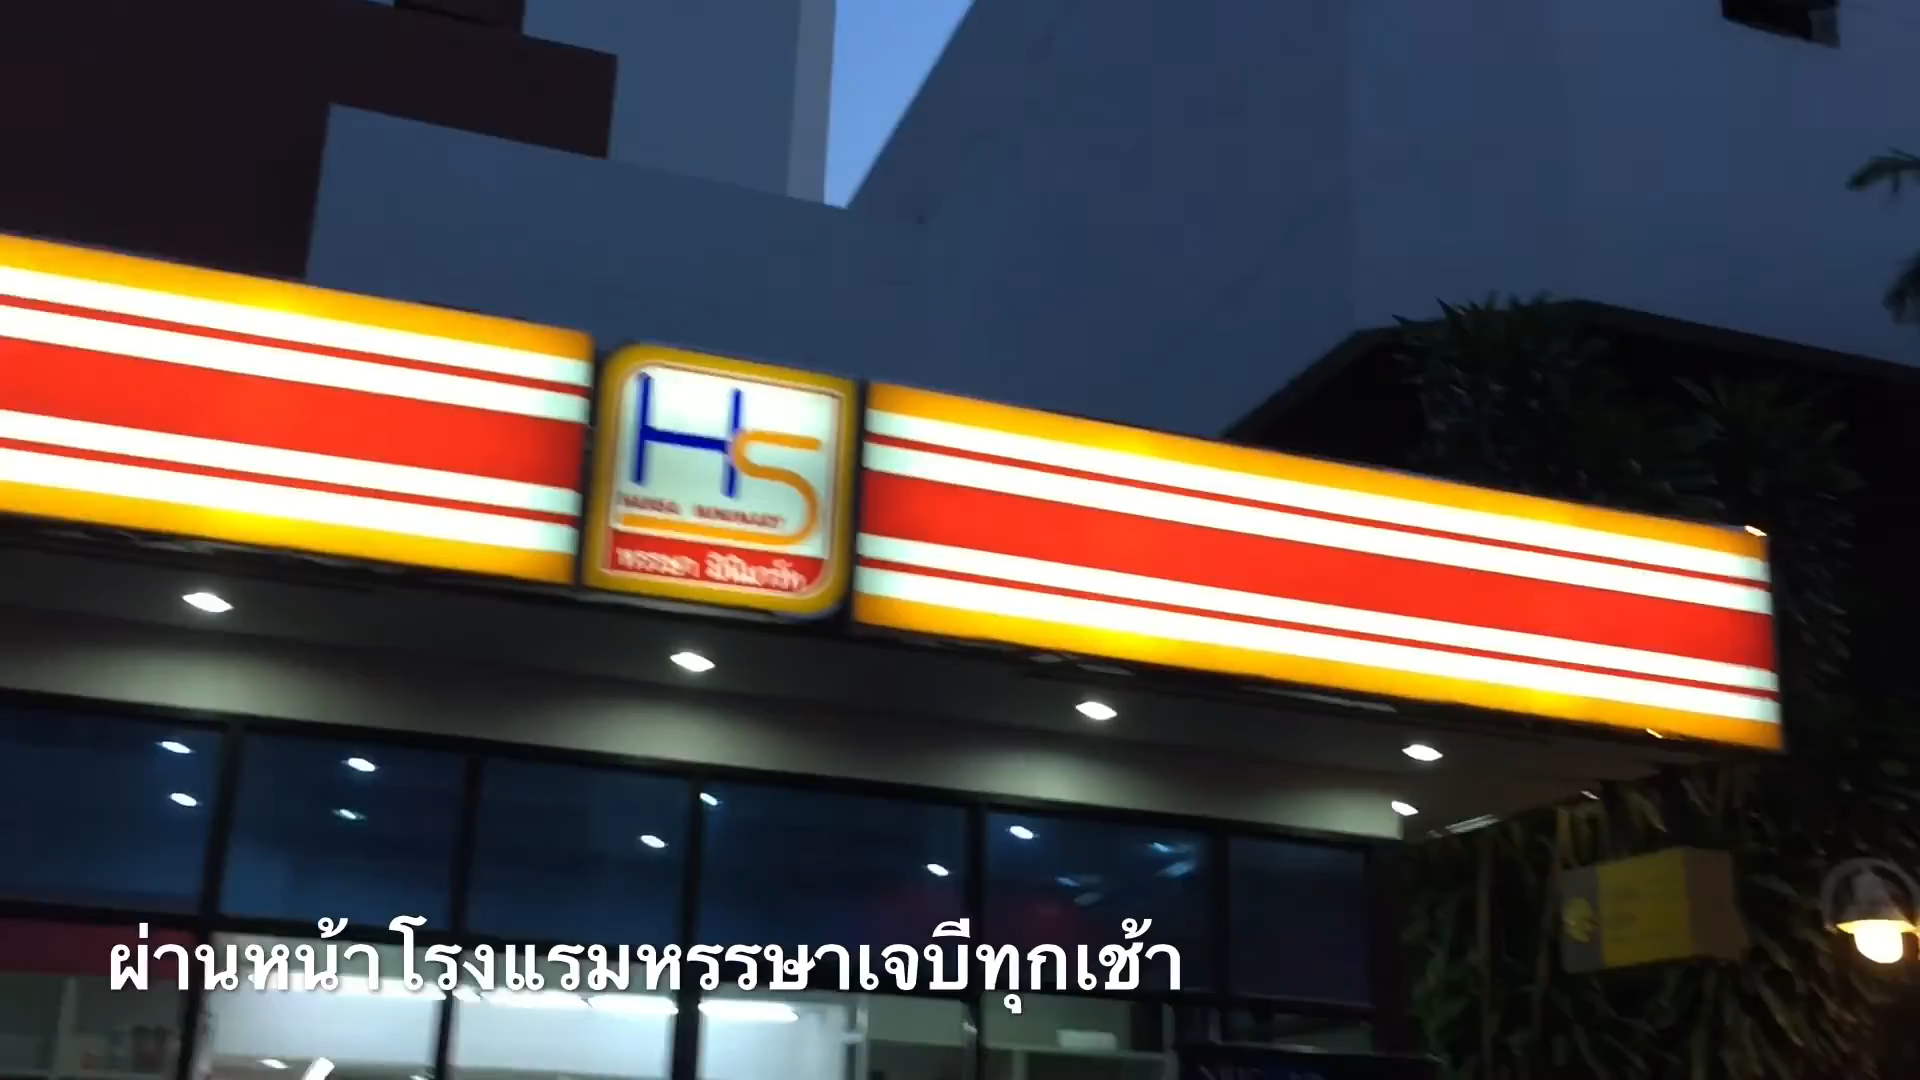 HS
หรรษา มินิมาร์ท
ผ่านหน้าโรงแรมหรรษาเจบีทุกเช้า